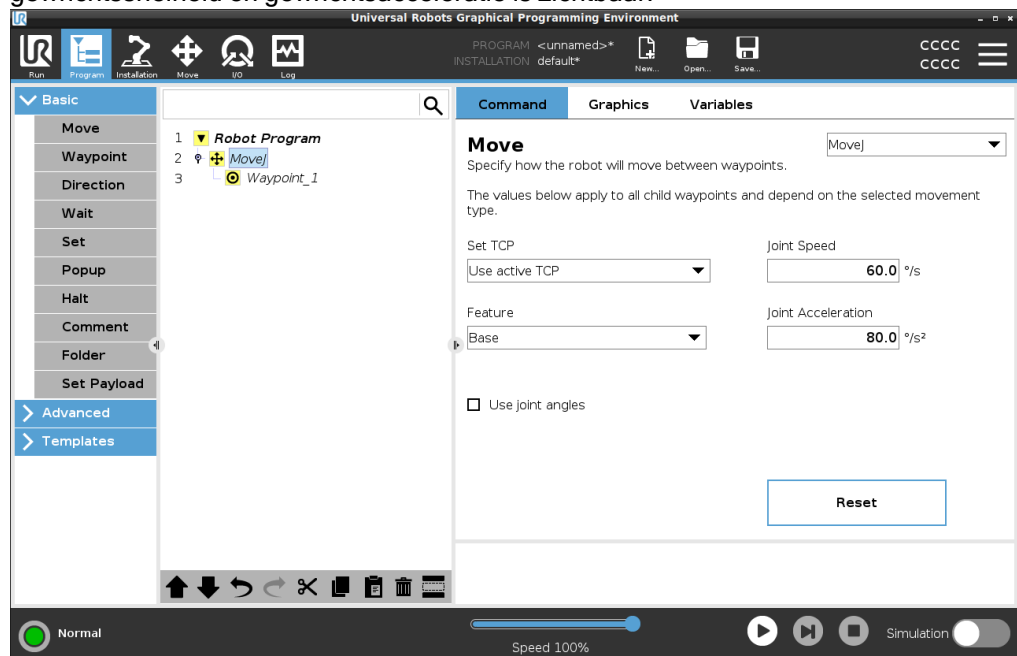 Universal Robots Graphical Programming Environment
UR
Run
Program
Installation
Move
I/O
Log
PROGRAM <unnamed>*
INSTALLATION default*
New...
Open...
Save...
CCCC
CCCC
Basic
Move
Waypoint
Direction
Wait
Set
Popup
Halt
Comment
Folder
Set Payload
Advanced
Templates
1 Robot Program
2 MoveJ
3 Waypoint_1
Command Graphics Variables
Move
MoveJ
Specify how the robot will move between waypoints.
The values below apply to all child waypoints and depend on the selected movement
type.
Set TCP
Use active TCP
Joint Speed
60.0 °/s
Feature
Base
Joint Acceleration
80.0 °/s²
Use joint angles
Reset
Normal
Speed 100%
Simulation